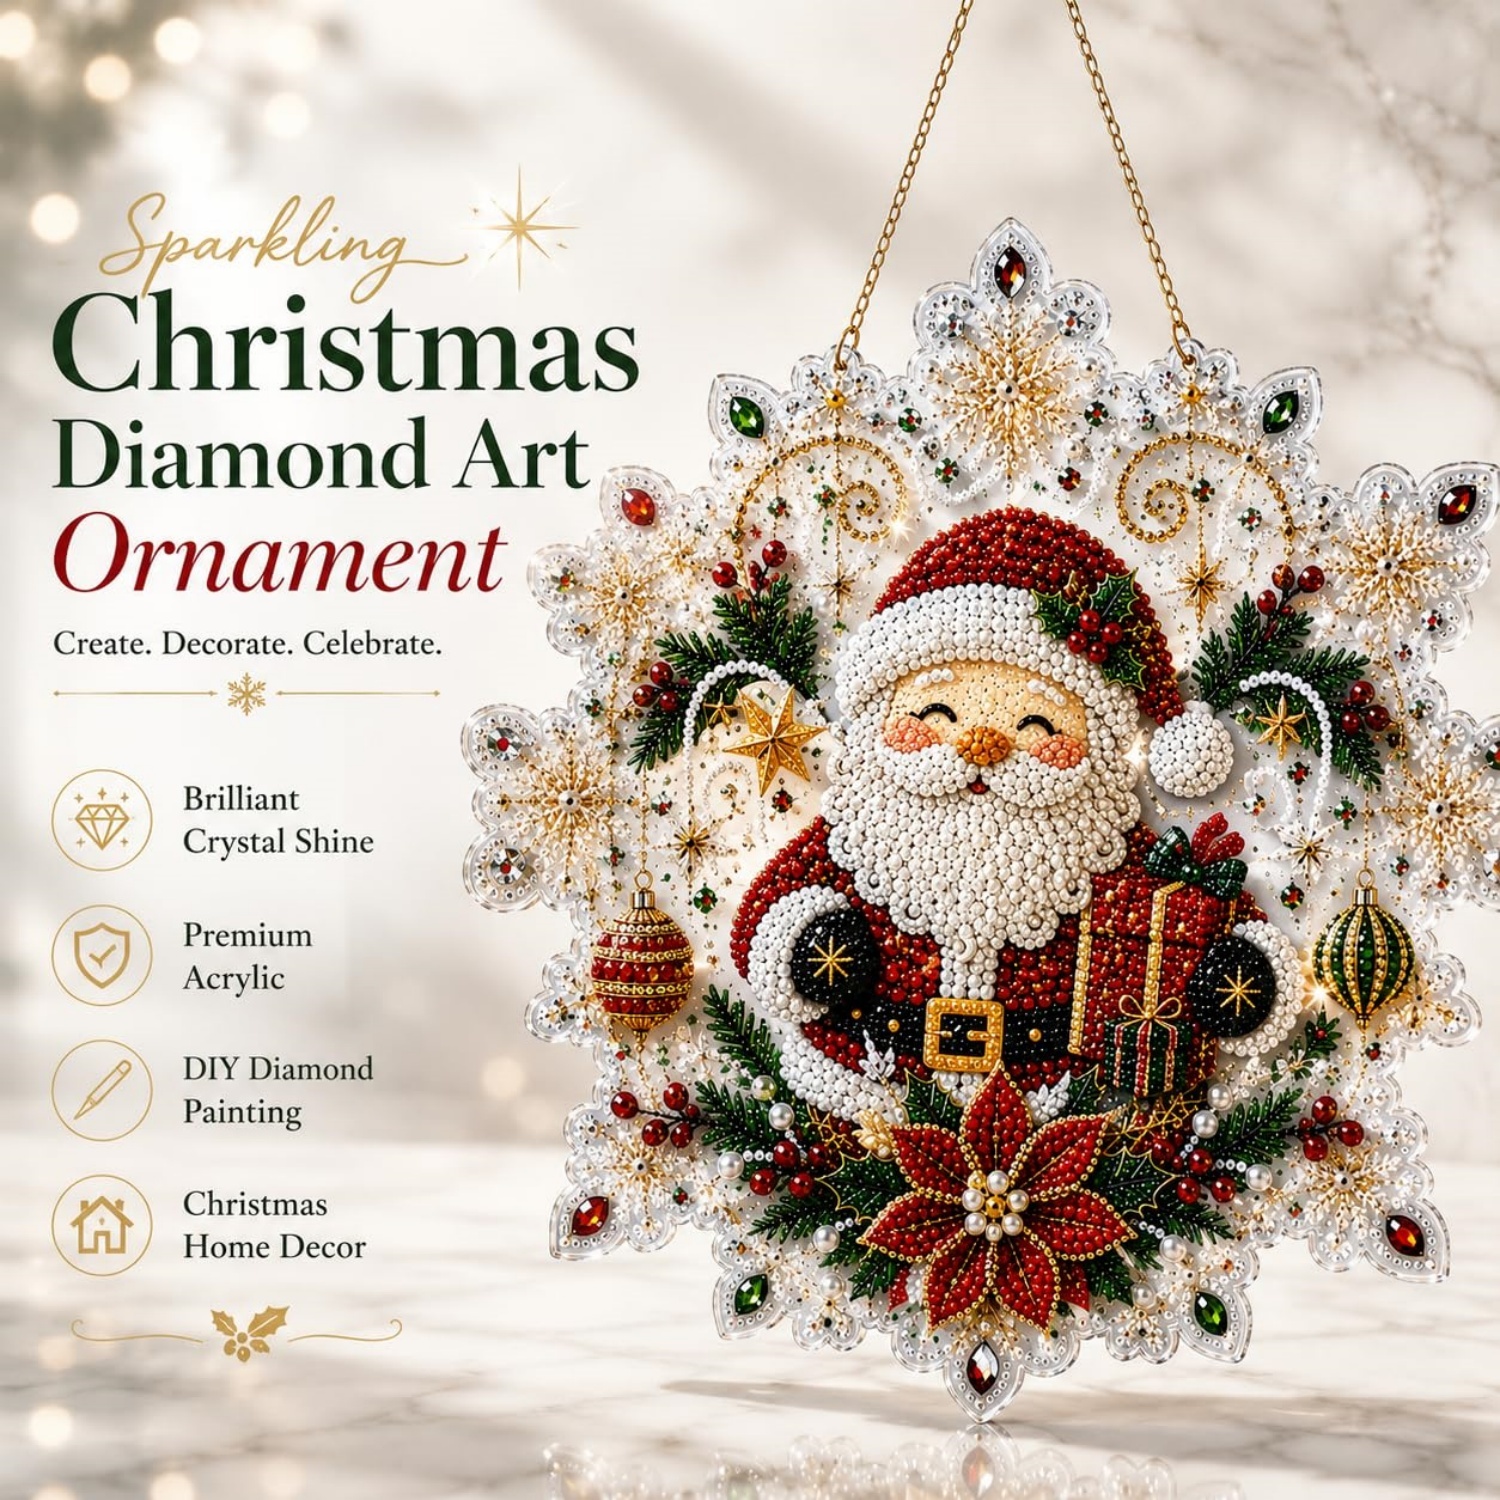 Sparkling
Christmas
Diamond Art
Ornament
Create. Decorate. Celebrate.
Brilliant
Crystal Shine
Premium
Acrylic
DIY Diamond
Painting
Christmas
Home Decor